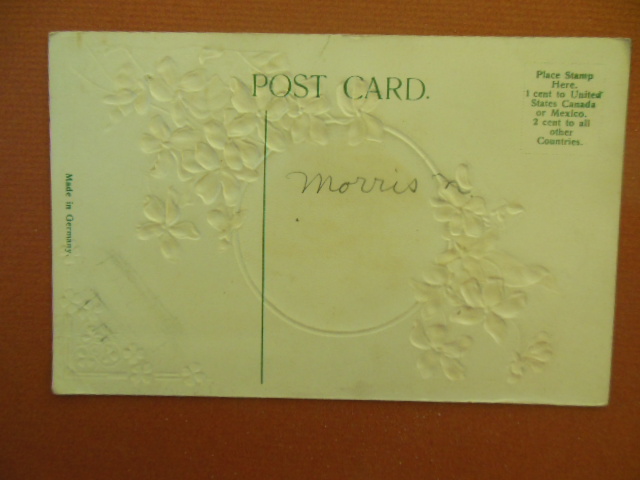 POST CARD.
Place Stamp
Here.
1 cent to United
States Canada
or Mexico.
2 cent to all
other
Countries.
Morris n
Made in Germany.